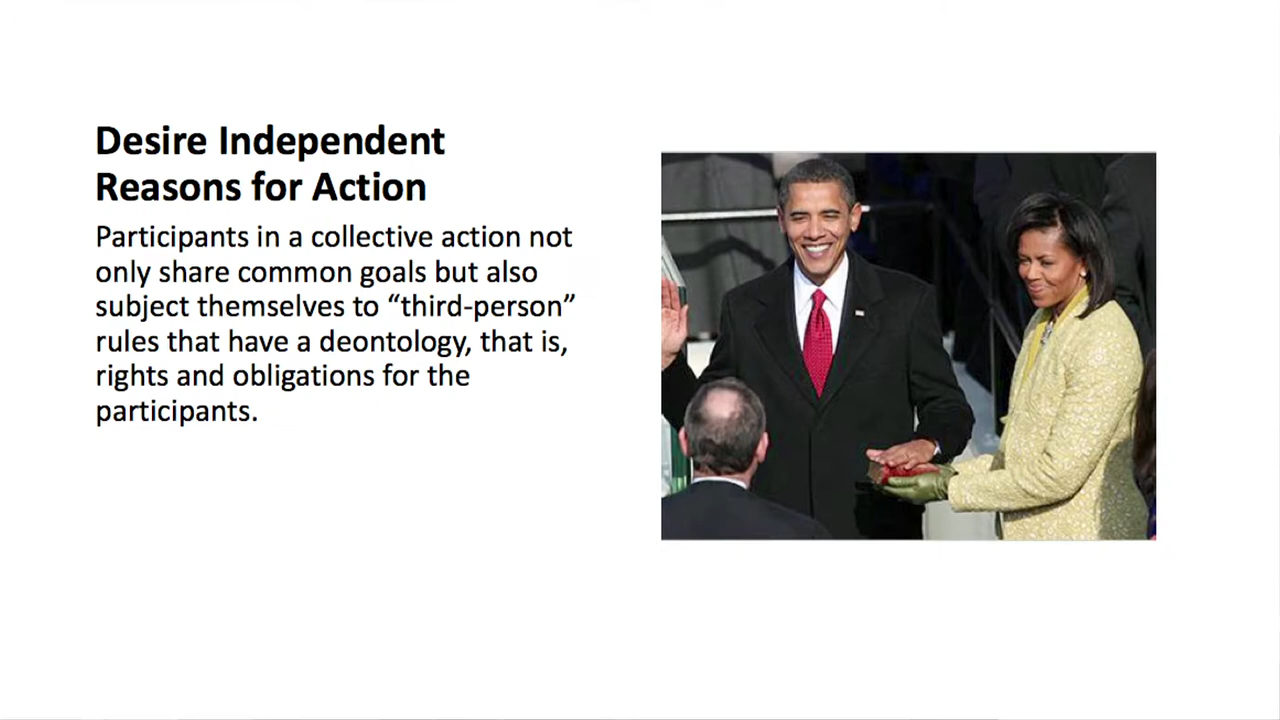 Desire Independent
Reasons for Action
Participants in a collective action not
only share common goals but also
subject themselves to “third-person”
rules that have a deontology, that is,
rights and obligations for the
participants.